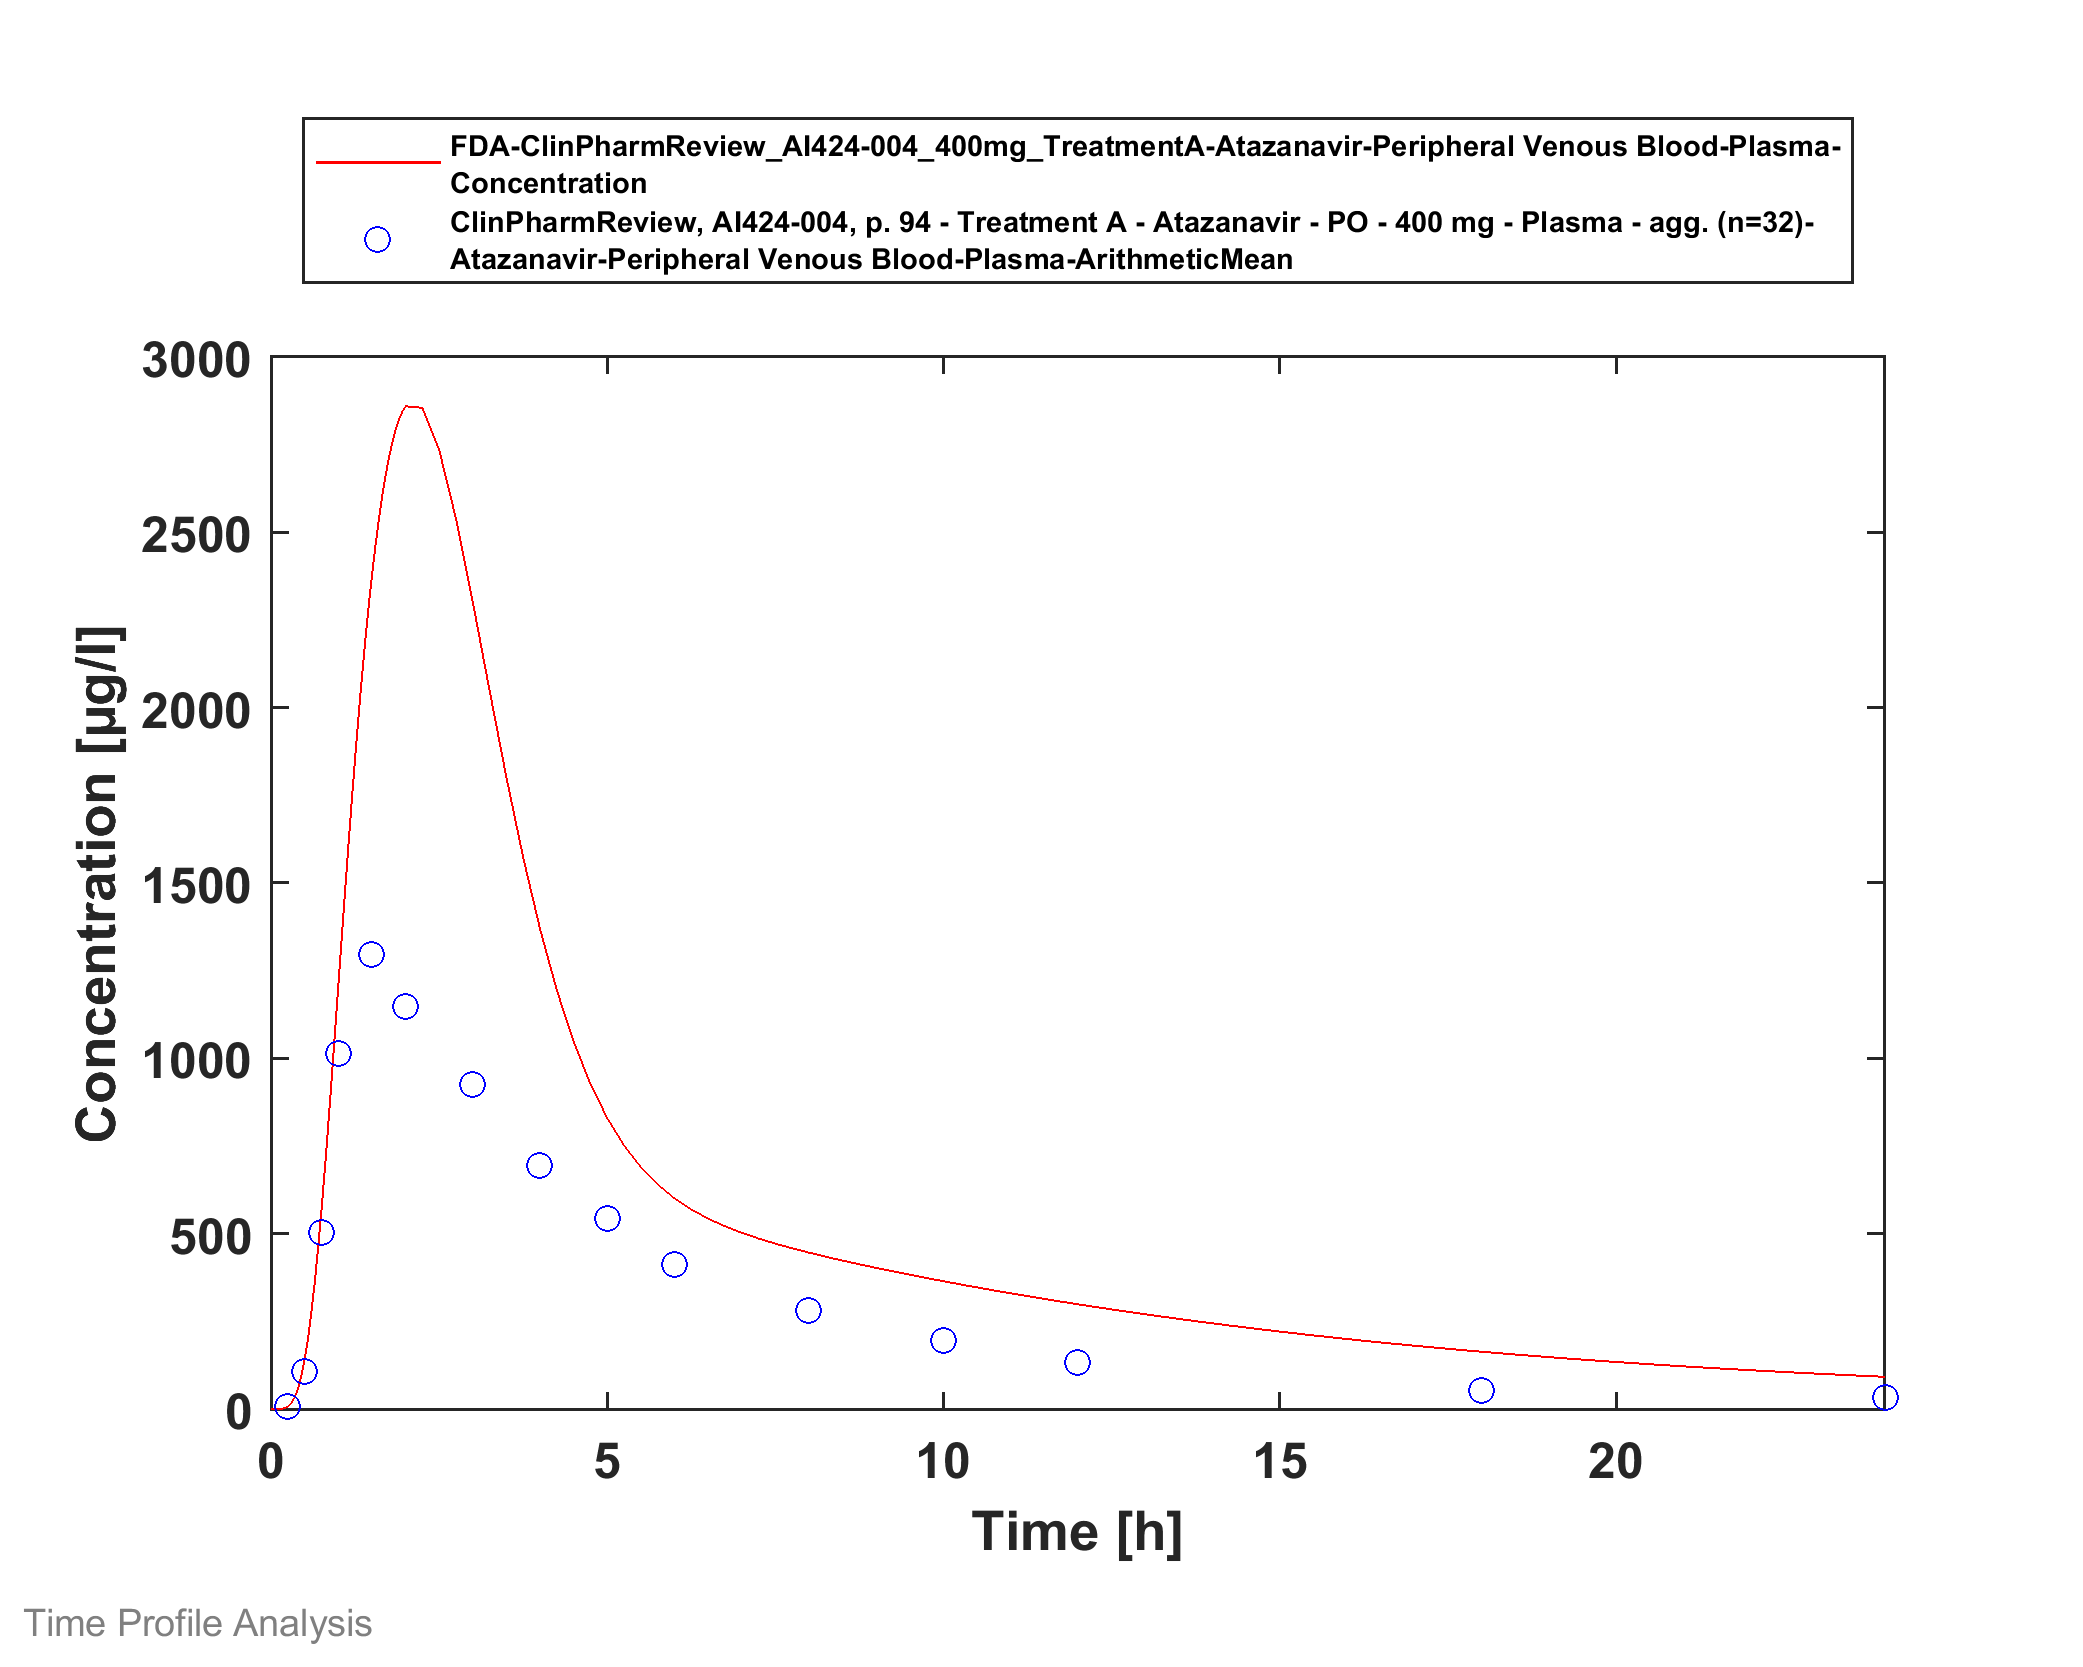 FDA-ClinPharmReview_AI424-004_400mg_TreatmentA-Atazanavir-Peripheral Venous Blood-Plasma-
Concentration
ClinPharmReview, AI424-004, p. 94 - Treatment A - Atazanavir - PO - 400 mg - Plasma - agg. (n=32)-
Atazanavir-Peripheral Venous Blood-Plasma-ArithmeticMean
3000
2500
2000
1500
1000
500
0
Concentration [µg/l]
0 5 10 15 20
Time [h]
Time Profile Analysis